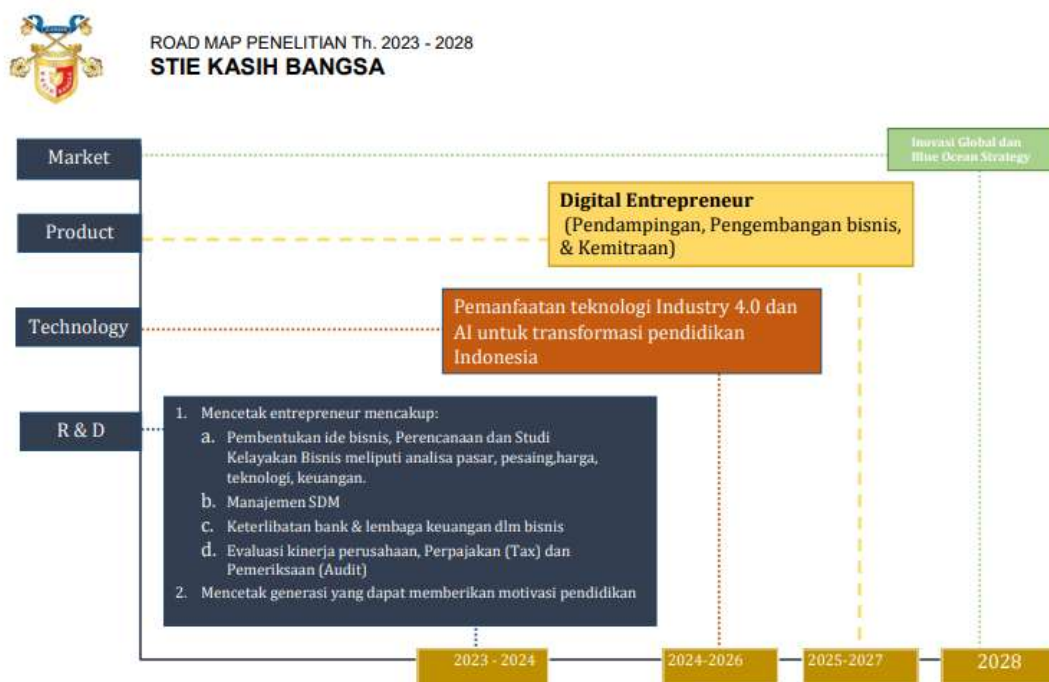 ROAD MAP PENELITIAN Th. 2023 - 2028
STIE KASIH BANGSA
Market
Inovasi Global dan
Blue Ocean Strategy
Product
Digital Entrepreneur
(Pendampingan, Pengembangan bisnis,
& Kemitraan)
Technology
Pemanfaatan teknologi Industry 4.0 dan
AI untuk transformasi pendidikan
Indonesia
R & D
1. Mencetak entrepreneur mencakup:
a. Pembentukan ide bisnis, Perencanaan dan Studi
Kelayakan Bisnis meliputi analisa pasar, pesaing,harga,
teknologi, keuangan.
b. Manajemen SDM
c. Keterlibatan bank & lembaga keuangan dlm bisnis
d. Evaluasi kinerja perusahaan, Perpajakan (Tax) dan
Pemeriksaan (Audit)
2. Mencetak generasi yang dapat memberikan motivasi pendidikan
2023 - 2024
2024-2026
2025-2027
2028